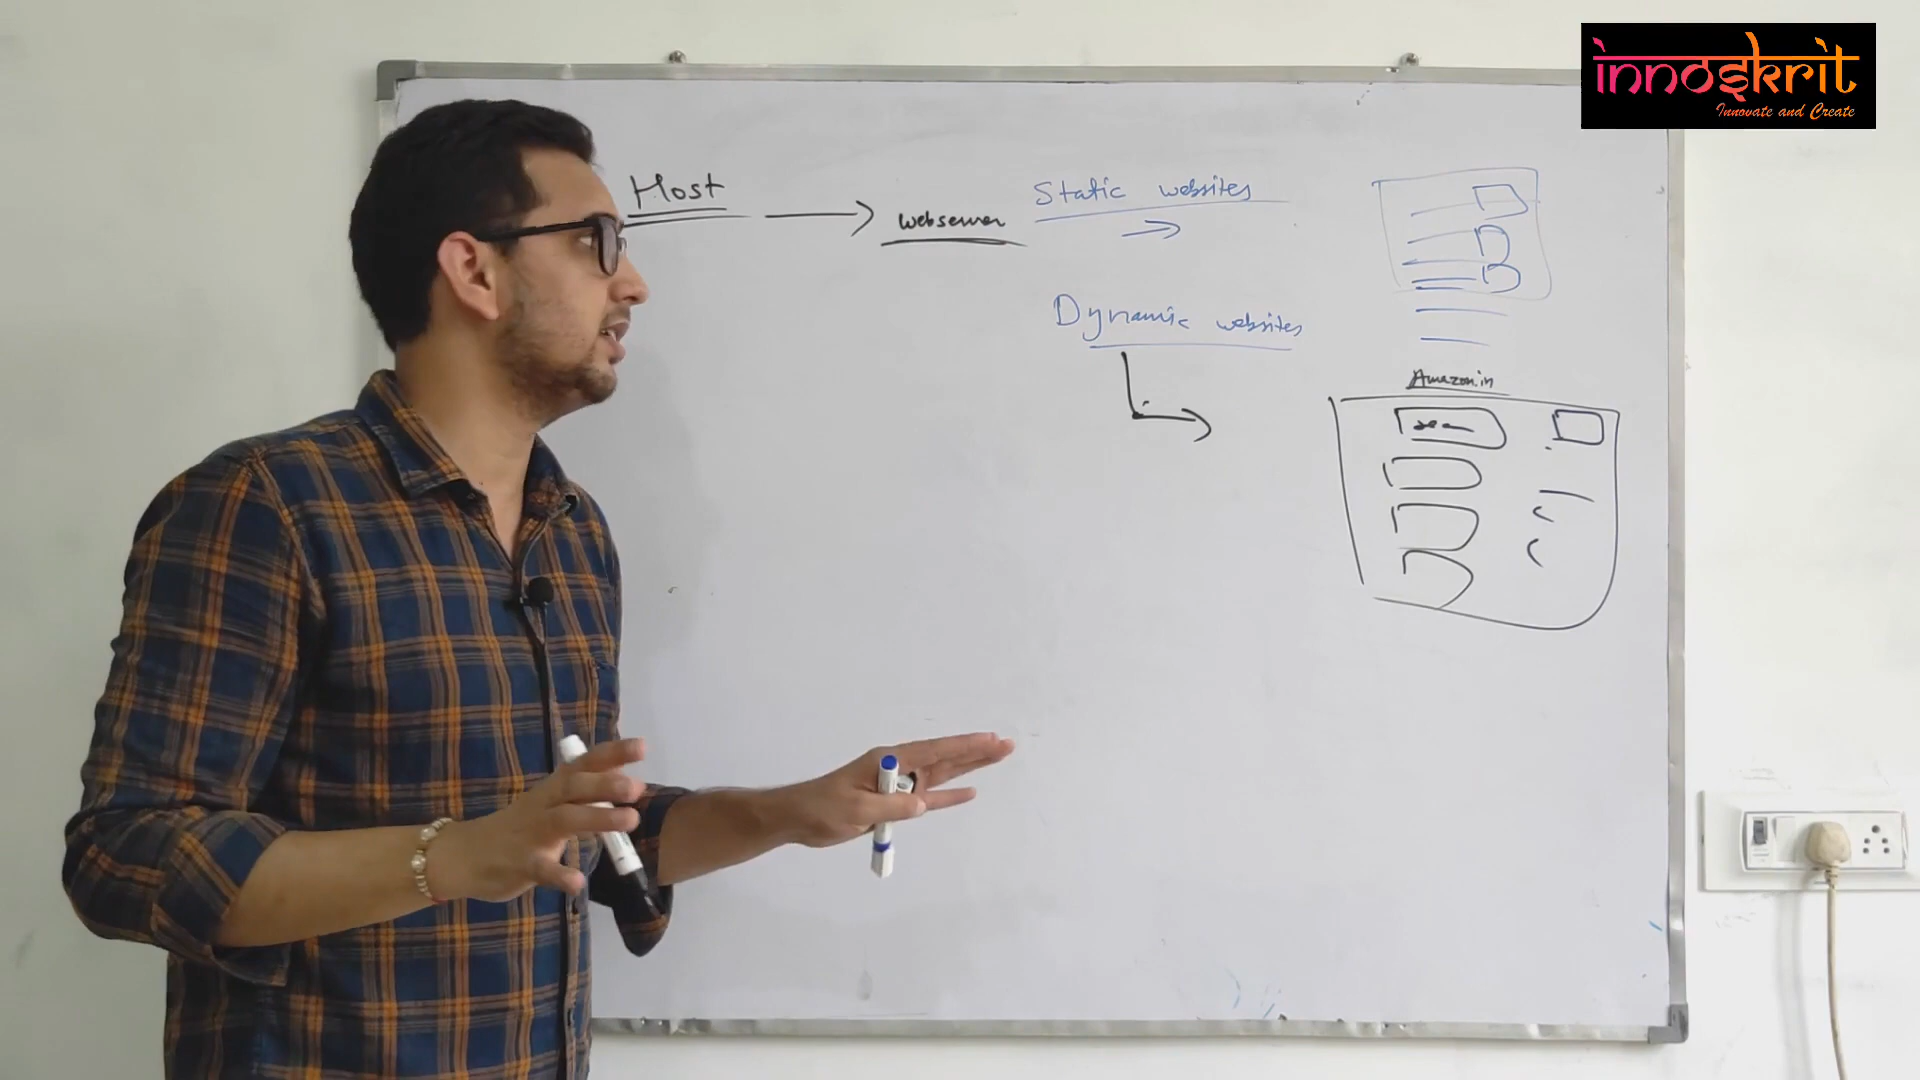 innoskrit
Innovate and Create
Host
webserver
Static websites
Dynamic websites
Amazon.in